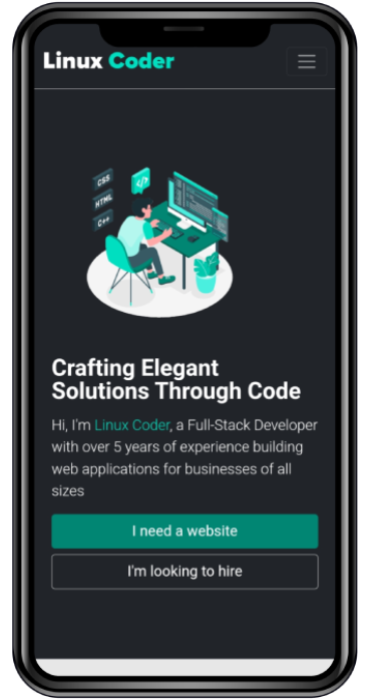 Linux Coder
CSS
</>
HTML
C++
Crafting Elegant
Solutions Through Code
Hi, I'm Linux Coder, a Full-Stack Developer
with over 5 years of experience building
web applications for businesses of all
sizes
I need a website
I'm looking to hire